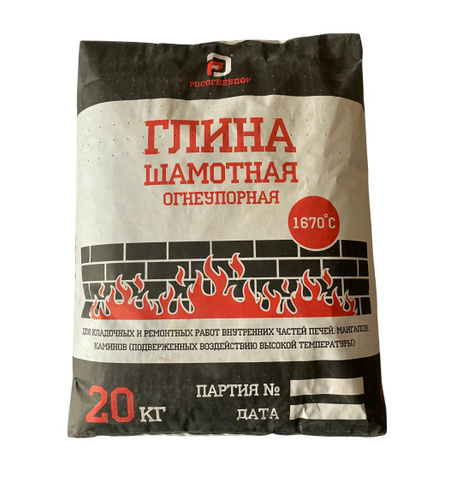 РОСОГНЕУПОР
ГЛИНА
ШАМОТНАЯ
ОГНЕУПОРНАЯ
1670°C
ДЛЯ КЛАДОЧНЫХ И РЕМОНТНЫХ РАБОТ ВНУТРЕННИХ ЧАСТЕЙ ПЕЧЕЙ, МАНГАЛОВ,
КАМИНОВ (ПОДВЕРЖЕННЫХ ВОЗДЕЙСТВИЮ ВЫСОКОЙ ТЕМПЕРАТУРЫ)
20 КГ
ПАРТИЯ №
ДАТА